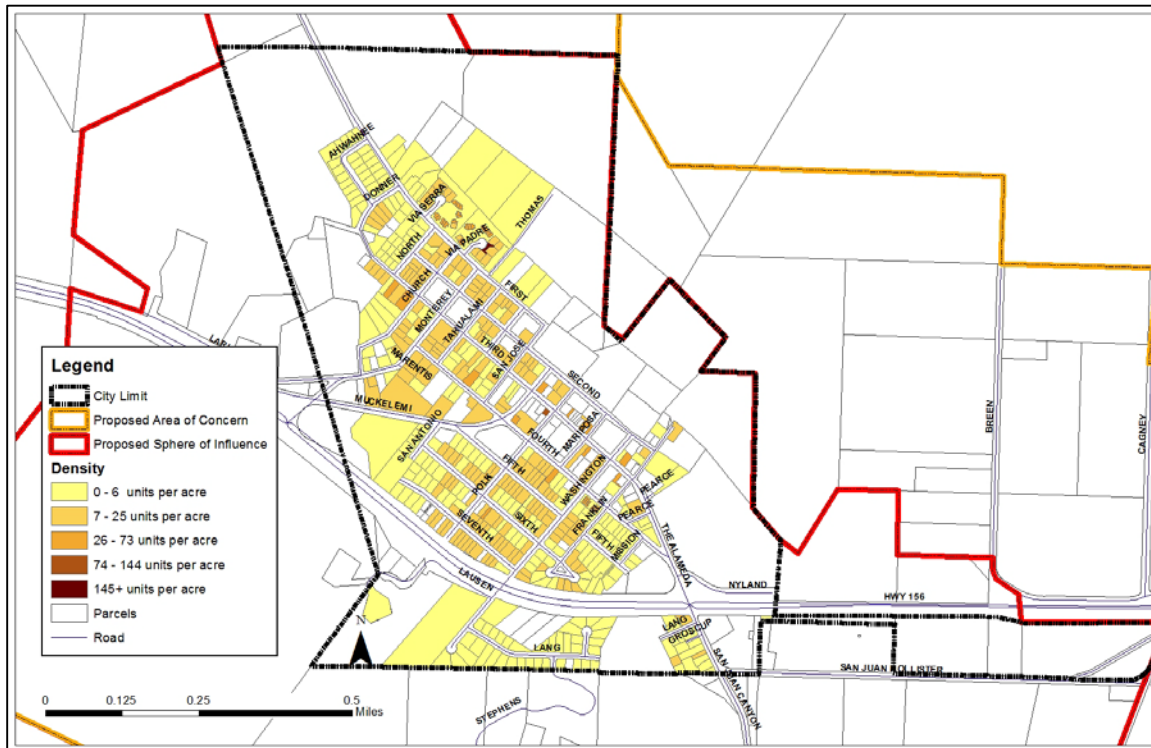 AHWAHNEE
DONNER
VIA SERRA
THOMAS
NORTH
VIA PADRE
CHURCH
FIRST
MONTEREY
TAHUALAMI
THIRD
SAN JOSE
MARENTIS
SECOND
MUCKELEMI
MARIPOSA
FOURTH
SAN ANTONIO
FIFTH
WASHINGTON
POLK
PEARCE
SIXTH
FRANKLIN
PEARCE
SEVENTH
FIFTH
MISSION
THE ALAMEDA
LAUSEN
NYLAND
HWY 156
BREEN
CAGNEY
LANG
GROSCUP
LANG
SAN JUAN HOLLISTER
SAN JUAN CANYON
STEPHENS
Legend
City Limit
Proposed Area of Concern
Proposed Sphere of Influence
Density
0 - 6 units per acre
7 - 25 units per acre
26 - 73 units per acre
74 - 144 units per acre
145+ units per acre
Parcels
Road
N
0 0.125 0.25 0.5
Miles